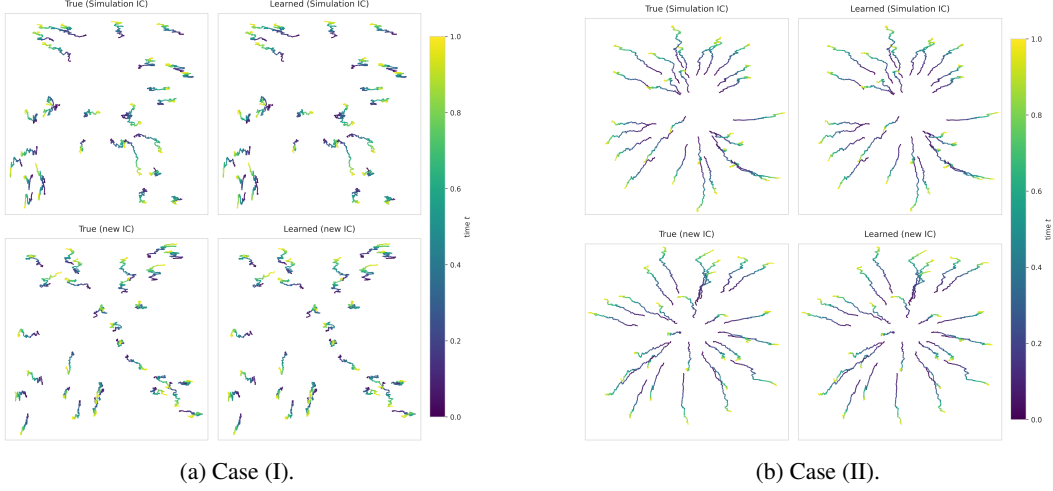 True (Simulation IC)
Learned (Simulation IC)
True (new IC)
Learned (new IC)
1.0
0.8
0.6
0.4
0.2
0.0
time t
(a) Case (I).
True (Simulation IC)
Learned (Simulation IC)
True (new IC)
Learned (new IC)
1.0
0.8
0.6
0.4
0.2
0.0
time t
(b) Case (II).